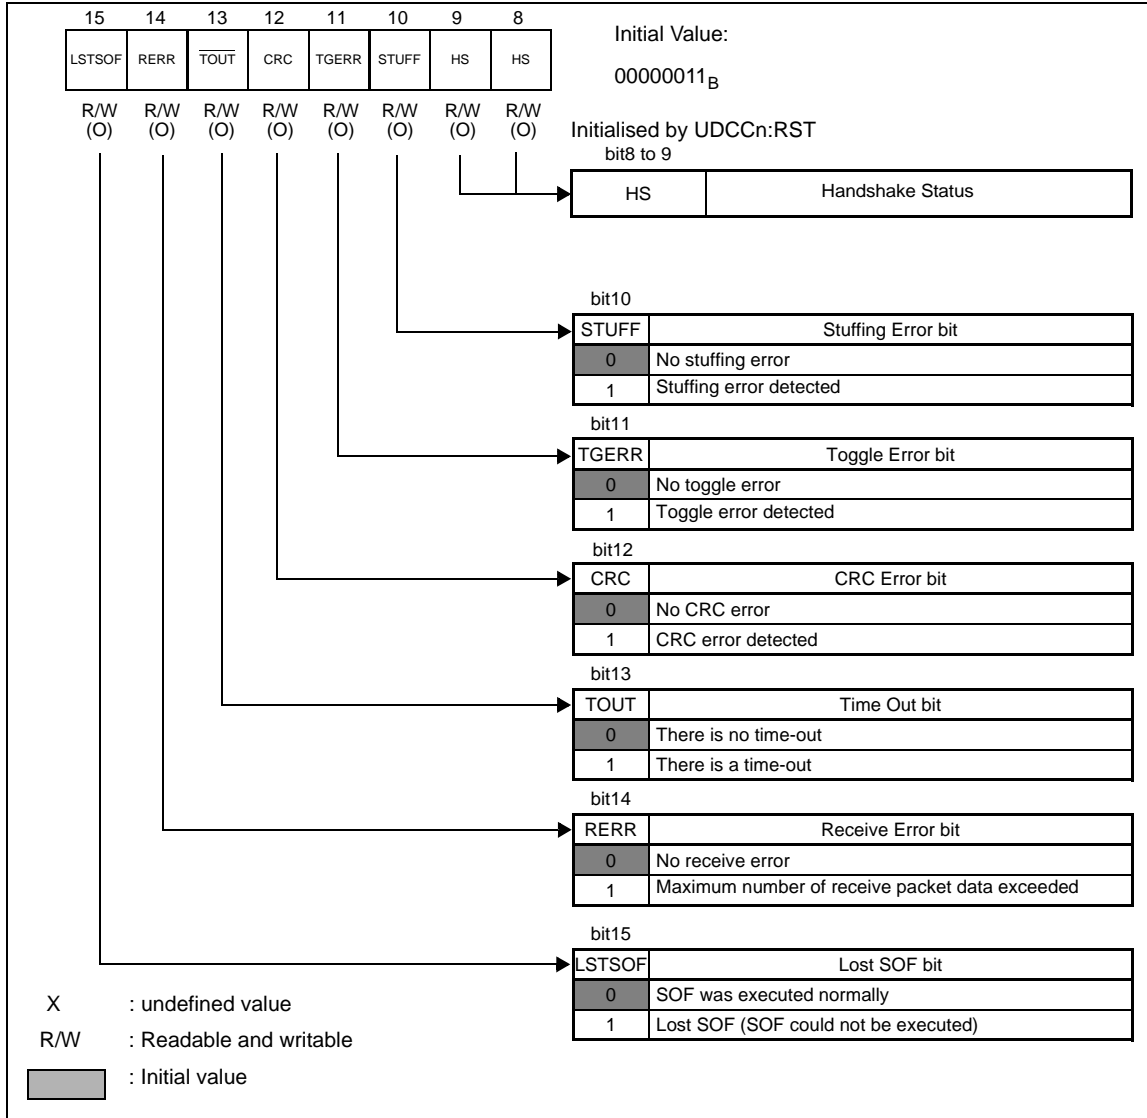 15 14 13 12 11 10 9 8
LSTSOF RERR TOUT CRC TGERR STUFF HS HS
R/W R/W R/W R/W R/W R/W R/W R/W
(O) (O) (O) (O) (O) (O) (O) (O)
Initial Value:
00000011B
Initialised by UDCCn:RST
bit8 to 9
HS Handshake Status
bit10
STUFF Stuffing Error bit
0 No stuffing error
1 Stuffing error detected
bit11
TGERR Toggle Error bit
0 No toggle error
1 Toggle error detected
bit12
CRC CRC Error bit
0 No CRC error
1 CRC error detected
bit13
TOUT Time Out bit
0 There is no time-out
1 There is a time-out
bit14
RERR Receive Error bit
0 No receive error
1 Maximum number of receive packet data exceeded
bit15
LSTSOF Lost SOF bit
0 SOF was executed normally
1 Lost SOF (SOF could not be executed)
X : undefined value
R/W : Readable and writable
: Initial value